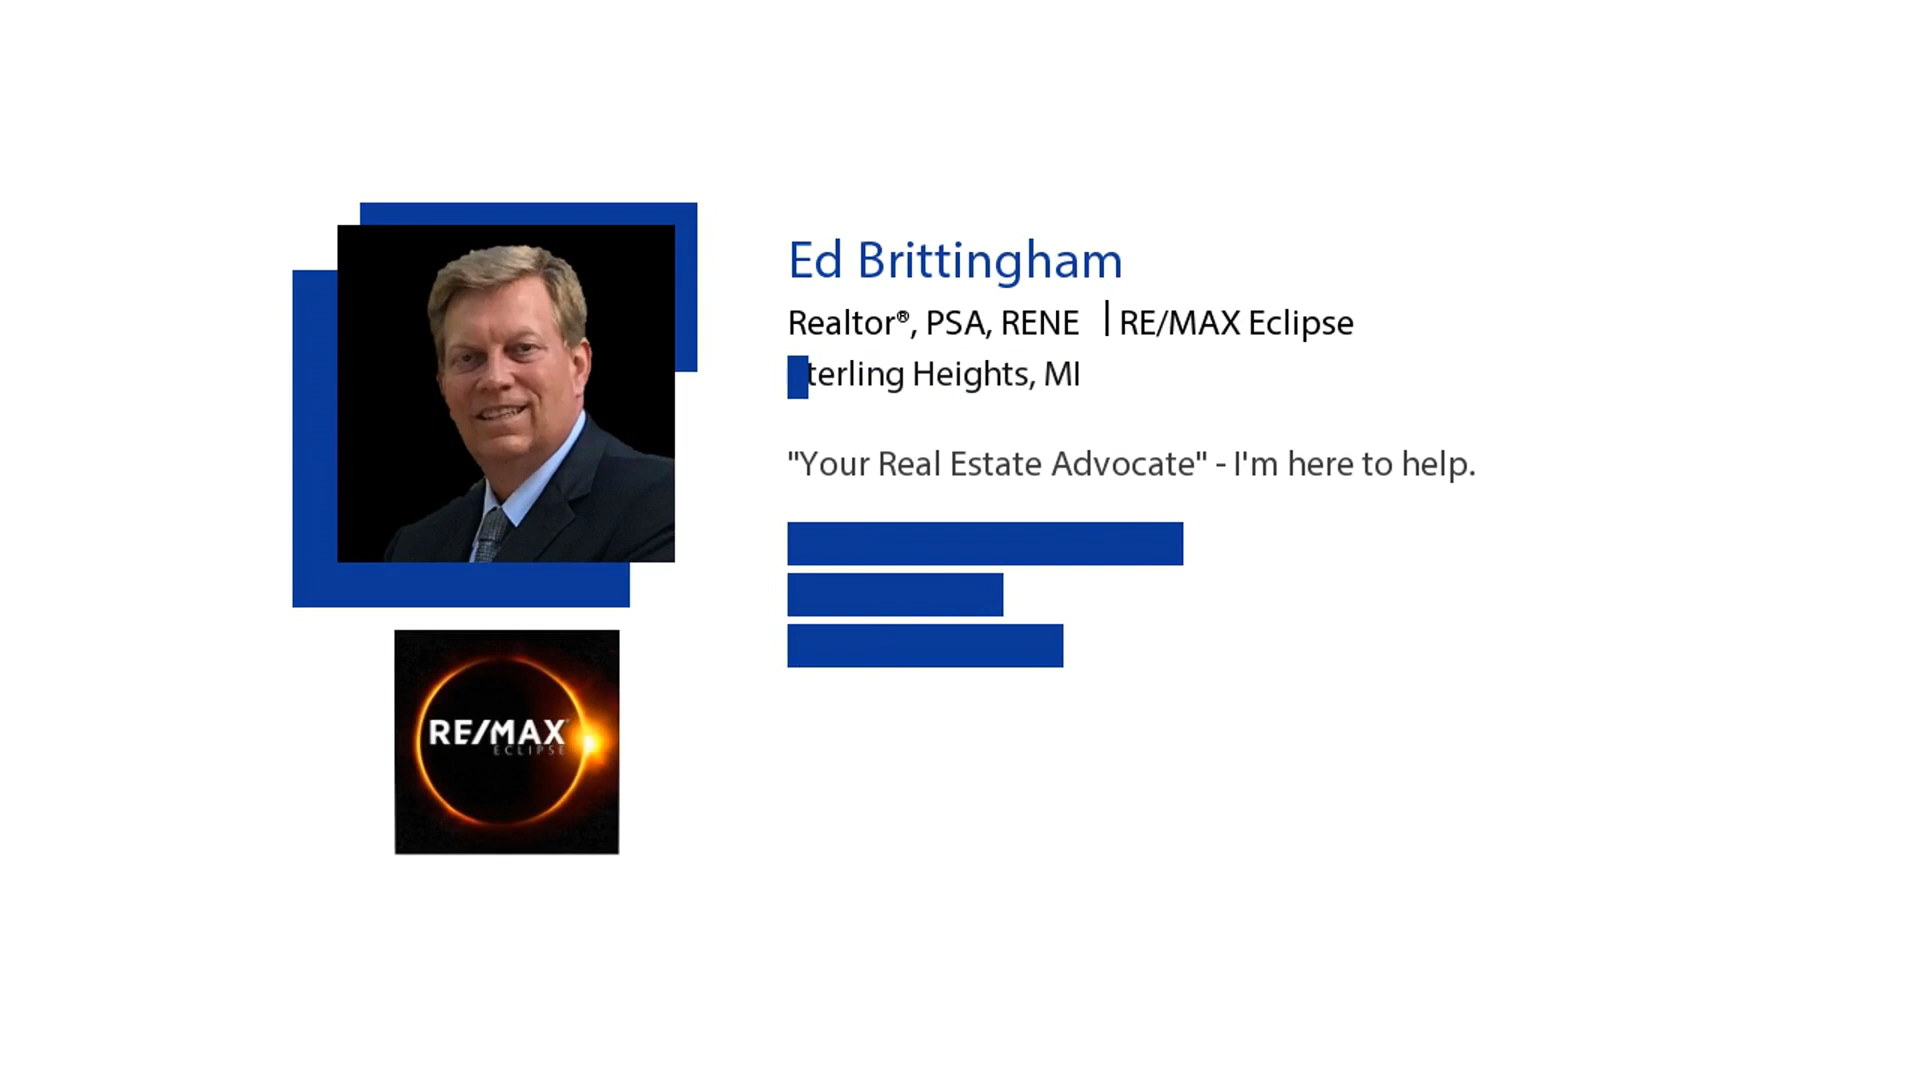 Ed Brittingham
Realtor®, PSA, RENE | RE/MAX Eclipse
terling Heights, MI
"Your Real Estate Advocate" - I'm here to help.
RE/MAX
ECLIPSE